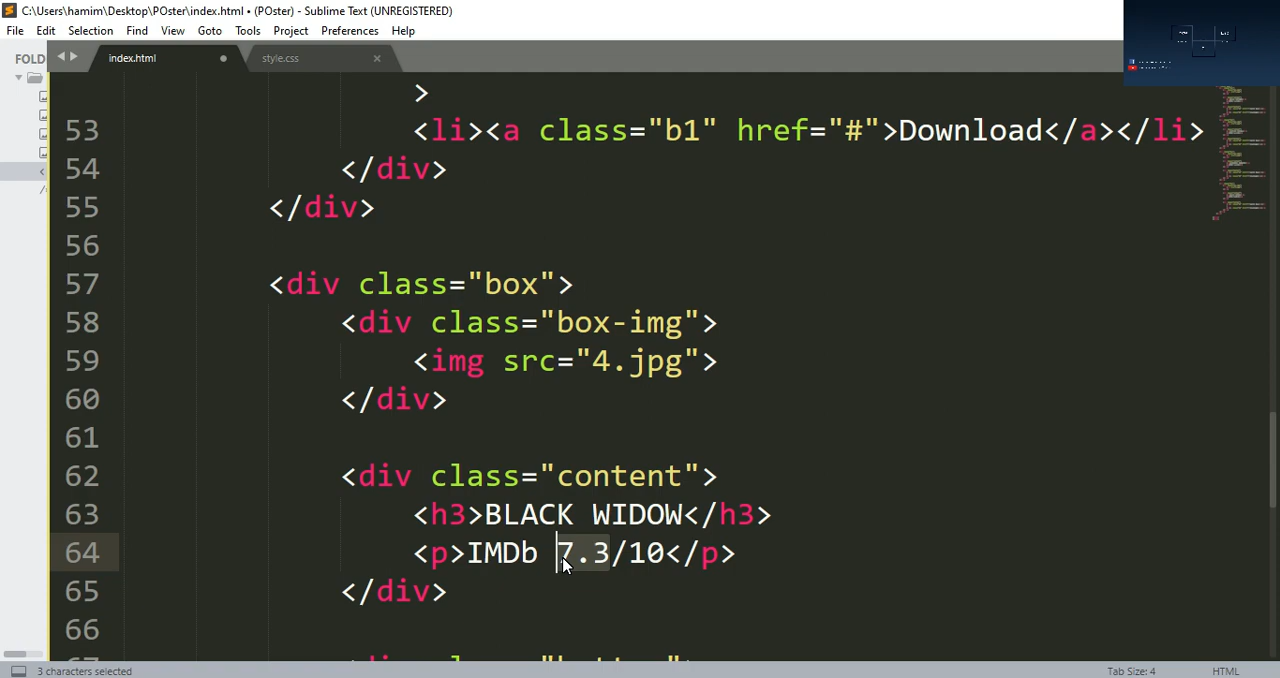 C:\Users\hamim\Desktop\POster\index.html • (POster) - Sublime Text (UNREGISTERED)
File Edit Selection Find View Goto Tools Project Preferences Help
FOLD
index.html
style.css
>
53 <li><a class="b1" href="#">Download</a></li>
54 </div>
55 </div>
56
57 <div class="box">
58 <div class="box-img">
59 <img src="4.jpg">
60 </div>
61
62 <div class="content">
63 <h3>BLACK WIDOW</h3>
64 <p>IMDb 7.3/10</p>
65 </div>
66
3 characters selected
Tab Size: 4
HTML